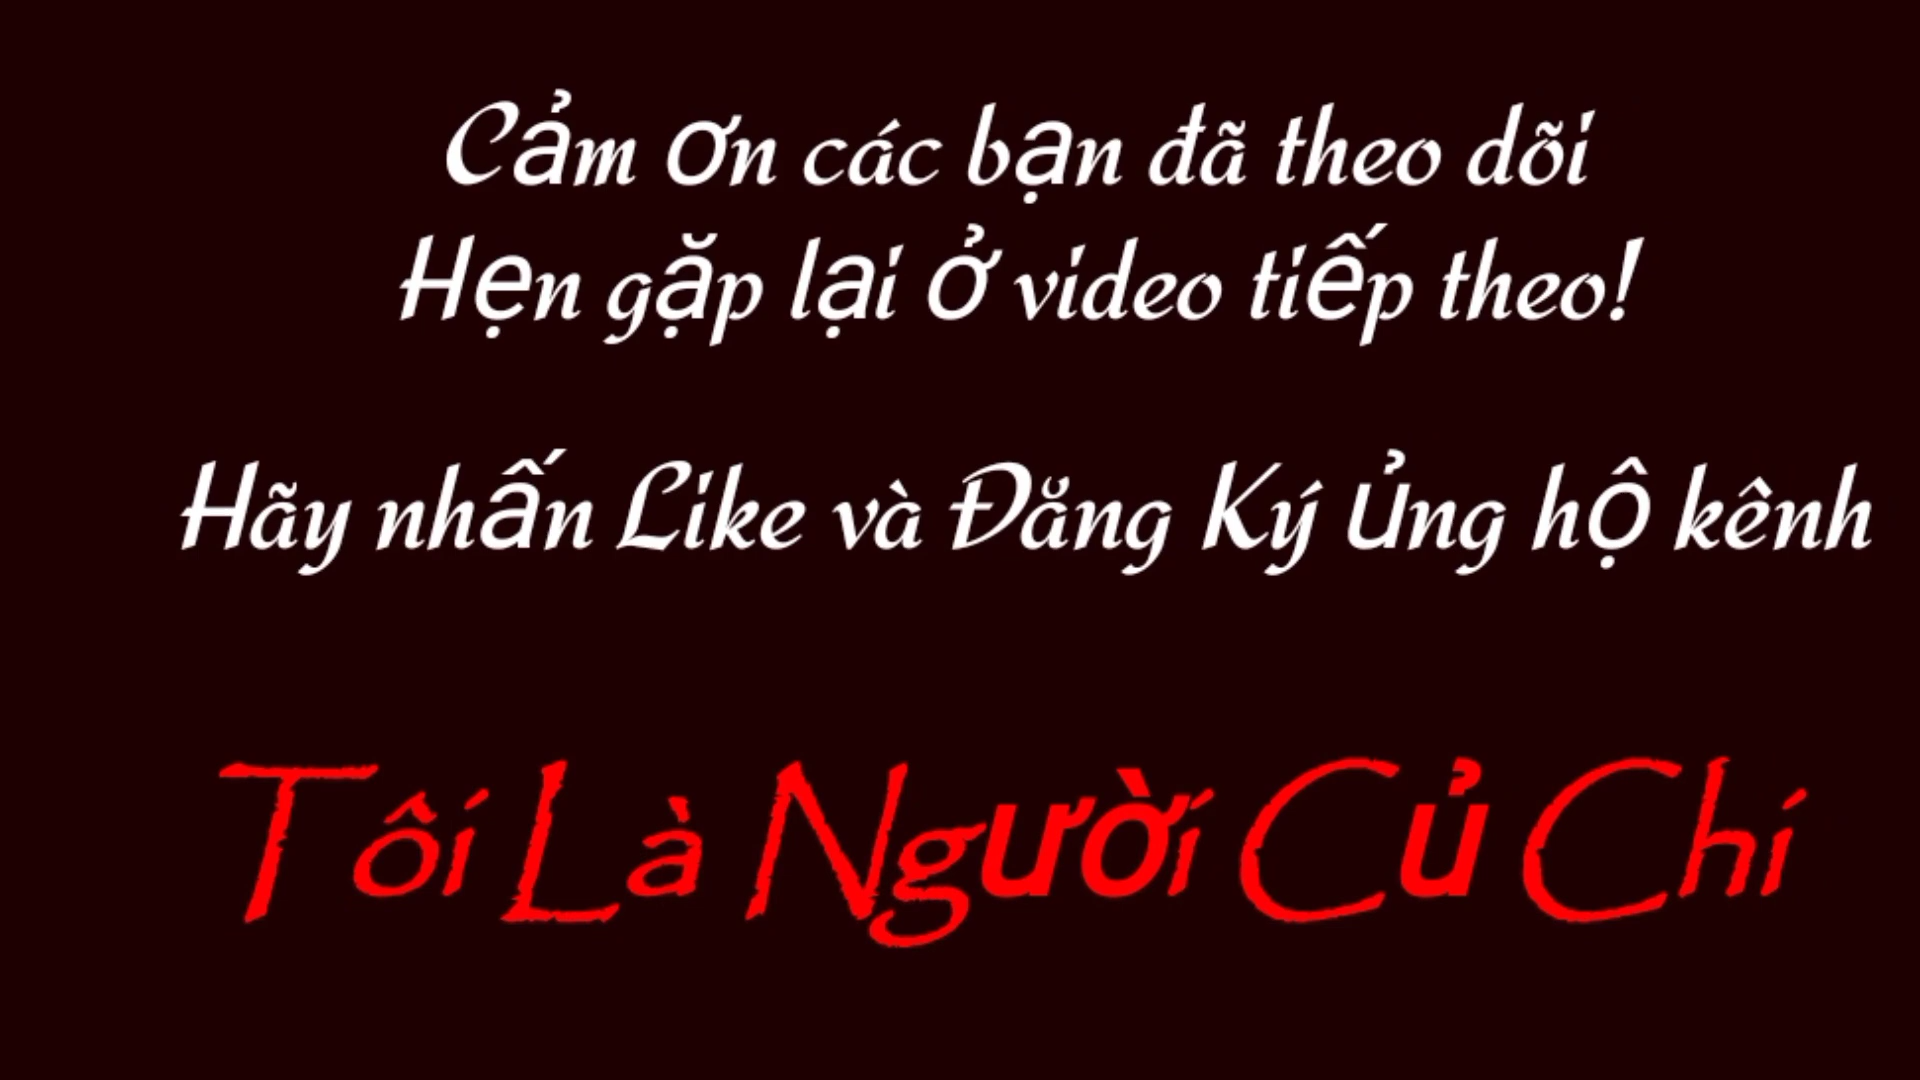 Cảm ơn các bạn đã theo dõi
Hẹn gặp lại ở video tiếp theo!
Hãy nhấn Like và Đăng Ký ủng hộ kênh
Tôi Là Người Củ Chi